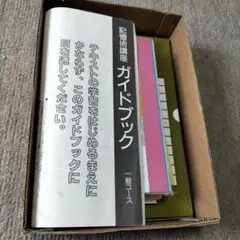 記憶術講座
ガイドブック
一般コース
テキストの学習をはじめるまえに
かならず、このガイドブックに
目を通してください。